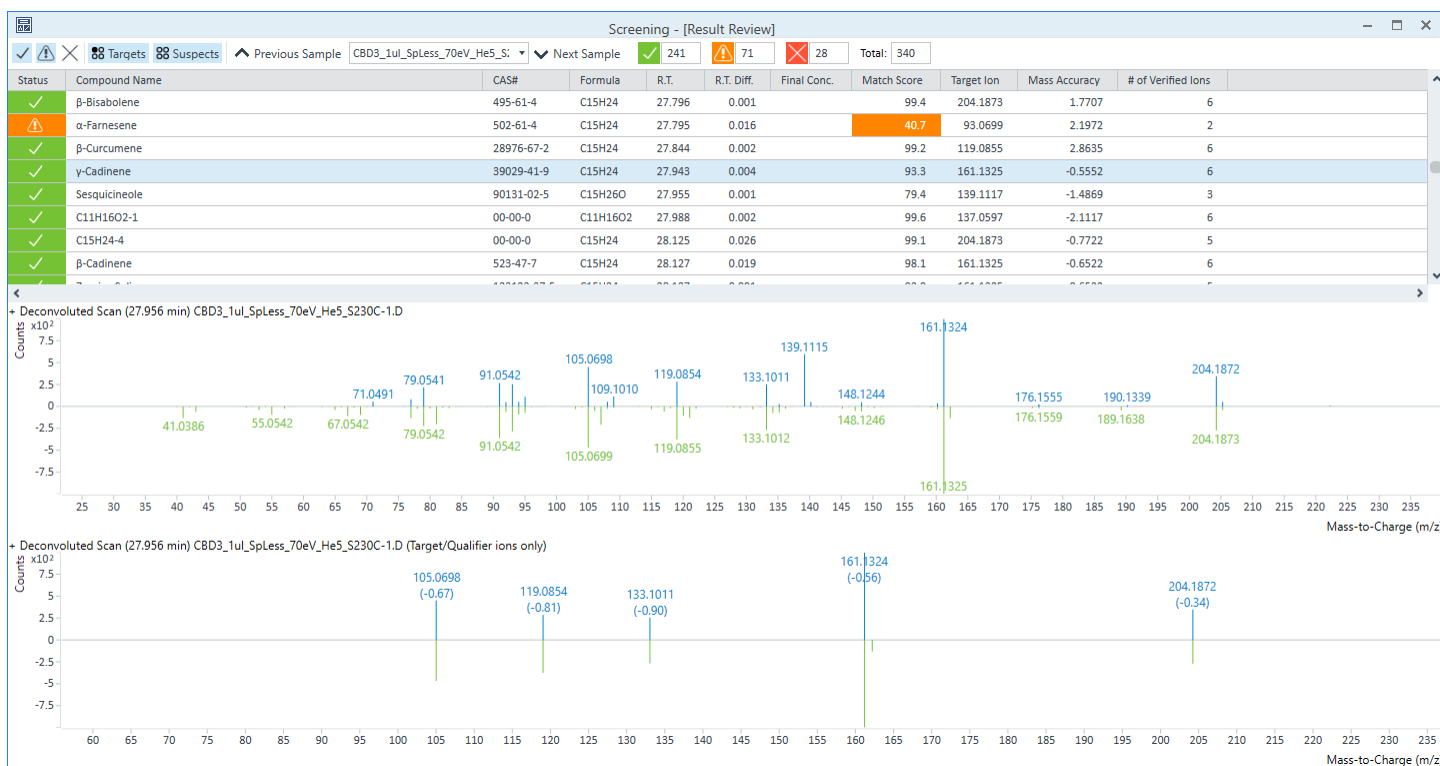 Screening - [Result Review]
Targets Suspects Previous Sample CBD3_1ul_SpLess_70eV_He5_S2 Next Sample 241 71 28 Total: 340
Status Compound Name CAS# Formula R.T. R.T. Diff. Final Conc. Match Score Target Ion Mass Accuracy # of Verified Ions
β-Bisabolene 495-61-4 C15H24 27.796 0.001 99.4 204.1873 1.7707 6
α-Farnesene 502-61-4 C15H24 27.795 0.016 40.7 93.0699 2.1972 2
β-Curcumene 28976-67-2 C15H24 27.844 0.002 99.2 119.0855 2.8635 6
γ-Cadinene 39029-41-9 C15H24 27.943 0.004 93.3 161.1325 -0.5552 6
Sesquicineole 90131-02-5 C15H26O 27.955 0.001 79.4 139.1117 -1.4869 3
C11H16O2-1 00-00-0 C11H16O2 27.988 0.002 99.6 137.0597 -2.1117 6
C15H24-4 00-00-0 C15H24 28.125 0.026 99.1 204.1873 -0.7722 5
β-Cadinene 523-47-7 C15H24 28.127 0.019 98.1 161.1325 -0.6522 6
+ Deconvoluted Scan (27.956 min) CBD3_1ul_SpLess_70eV_He5_S230C-1.D
Counts
x10²
7.5
5
2.5
0
-2.5
-5
-7.5
161.1324
139.1115
105.0698
204.1872
91.0542
119.0854
79.0541
133.1011
109.1010
71.0491
148.1244
176.1555
190.1339
41.0386
55.0542
67.0542
79.0542
91.0542
105.0699
119.0855
133.1012
148.1246
161.1325
176.1559
189.1638
204.1873
25 30 35 40 45 50 55 60 65 70 75 80 85 90 95 100 105 110 115 120 125 130 135 140 145 150 155 160 165 170 175 180 185 190 195 200 205 210 215 220 225 230 235
Mass-to-Charge (m/z
+ Deconvoluted Scan (27.956 min) CBD3_1ul_SpLess_70eV_He5_S230C-1.D (Target/Qualifier ions only)
Counts
x10²
7.5
5
2.5
0
-2.5
-5
-7.5
105.0698
(-0.67)
119.0854
(-0.81)
133.1011
(-0.90)
161.1324
(-0.56)
204.1872
(-0.34)
60 65 70 75 80 85 90 95 100 105 110 115 120 125 130 135 140 145 150 155 160 165 170 175 180 185 190 195 200 205 210 215 220 225 230 235
Mass-to-Charge (m/z